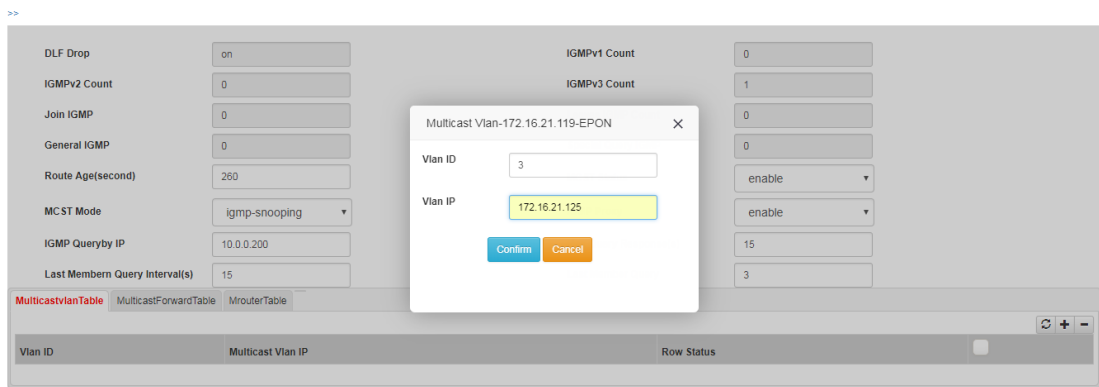 >>
DLF Drop on IGMPv1 Count 0
IGMPv2 Count 0 IGMPv3 Count 1
Join IGMP 0 0
General IGMP 0 0
Route Age(second) 260 enable
MCST Mode igmp-snooping enable
IGMP Queryby IP 10.0.0.200 15
Last Membern Query Interval(s) 15 3
Multicast Vlan-172.16.21.119-EPON ×
Vlan ID 3
Vlan IP 172.16.21.125
Confirm Cancel
MulticastvlanTable MulticastForwardTable MrouterTable
Vlan ID Multicast Vlan IP Row Status